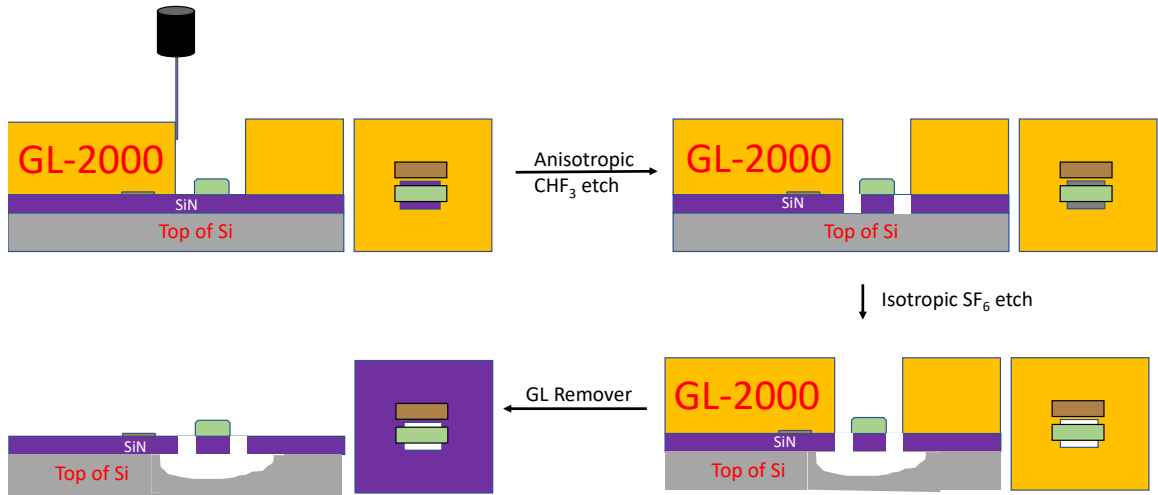 GL-2000
SiN
Top of Si
Anisotropic
CHF₃ etch
GL-2000
SiN
Top of Si
Isotropic SF₆ etch
GL-2000
SiN
Top of Si
GL Remover
SiN
Top of Si